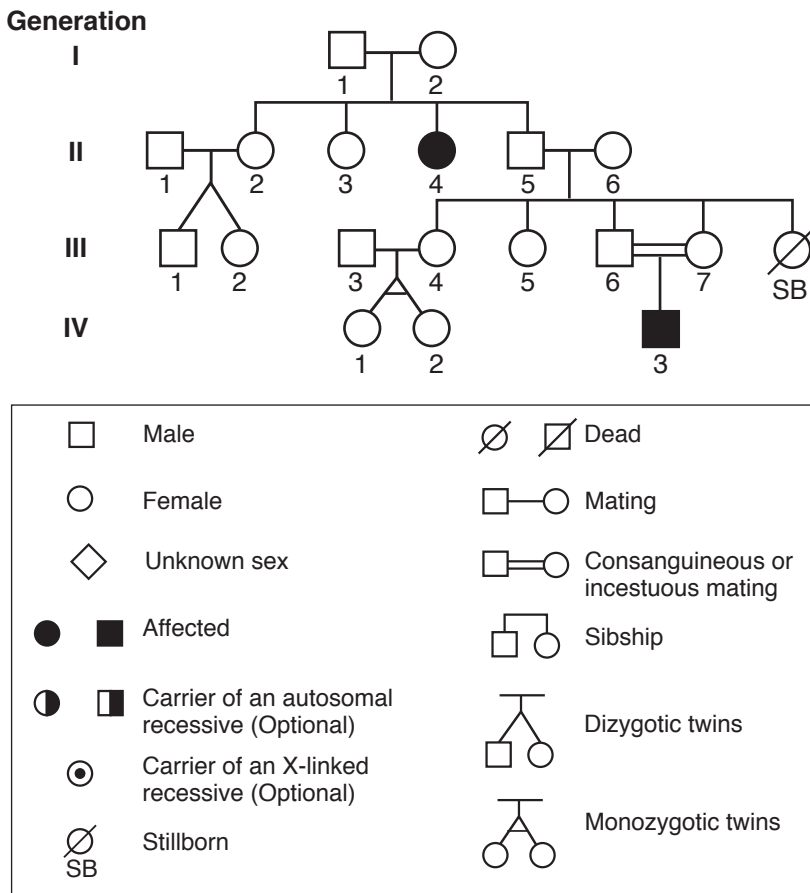 Generation
I
1 2
II
1 2 3 4 5 6
III
1 2 3 4 5 6 7 SB
IV
1 2 3
Male
Female
Unknown sex
Affected
Carrier of an autosomal
recessive (Optional)
Carrier of an X-linked
recessive (Optional)
SB
Stillborn
Dead
Mating
Consanguineous or
incestuous mating
Sibship
Dizygotic twins
Monozygotic twins